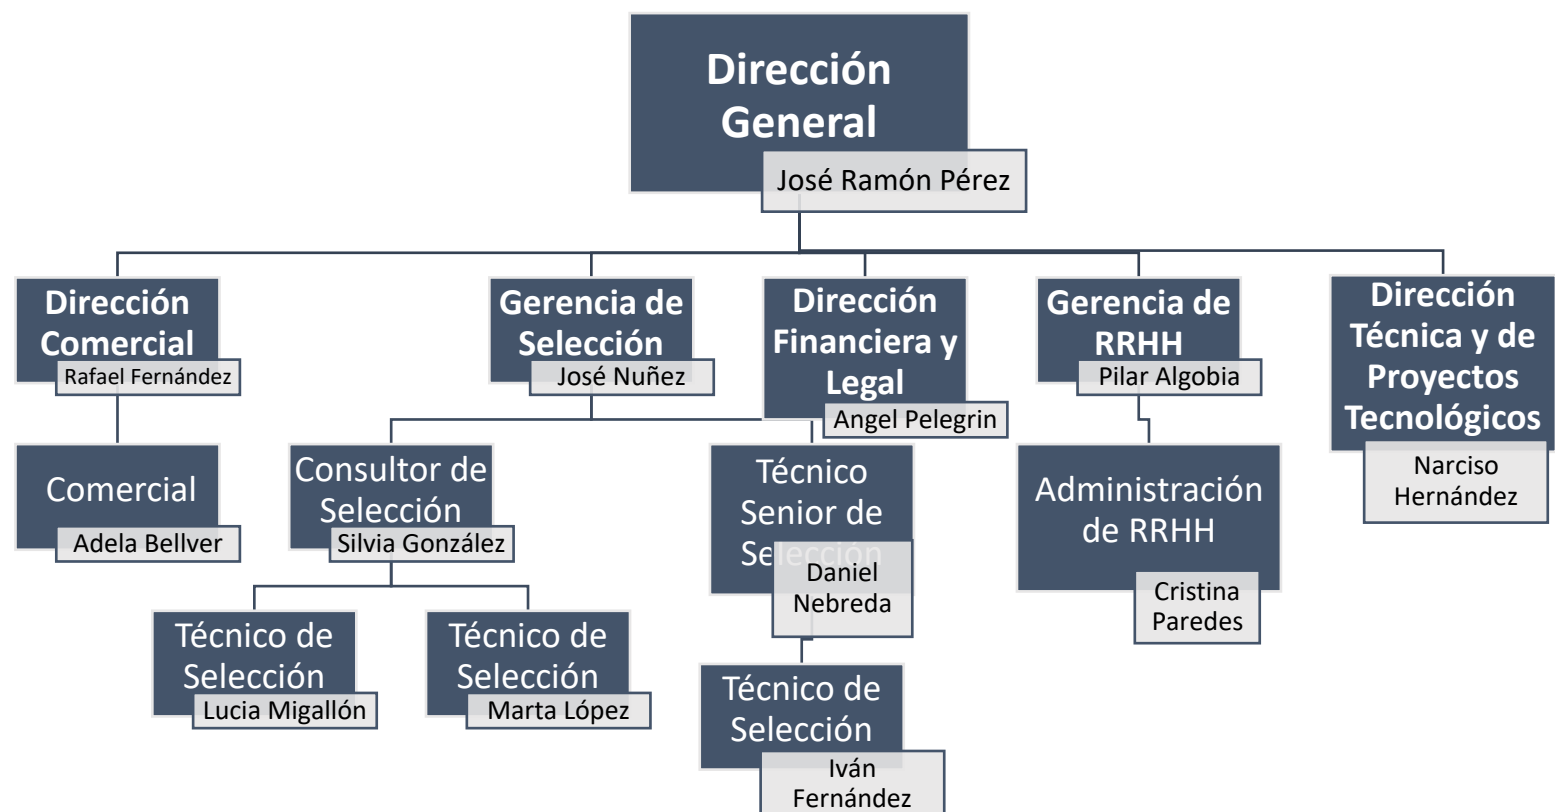 Dirección
General
José Ramón Pérez
Dirección
Comercial
Rafael Fernández
Gerencia de
Selección
José Nuñez
Dirección
Financiera y
Legal
Angel Pelegrin
Gerencia de
RRHH
Pilar Algobia
Dirección
Técnica y de
Proyectos
Tecnológicos
Narciso
Hernández
Comercial
Adela Bellver
Consultor de
Selección
Silvia González
Técnico
Senior de
Selección
Daniel
Nebreda
Administración
de RRHH
Cristina
Paredes
Técnico de
Selección
Lucia Migallón
Técnico de
Selección
Marta López
Técnico de
Selección
Iván
Fernández